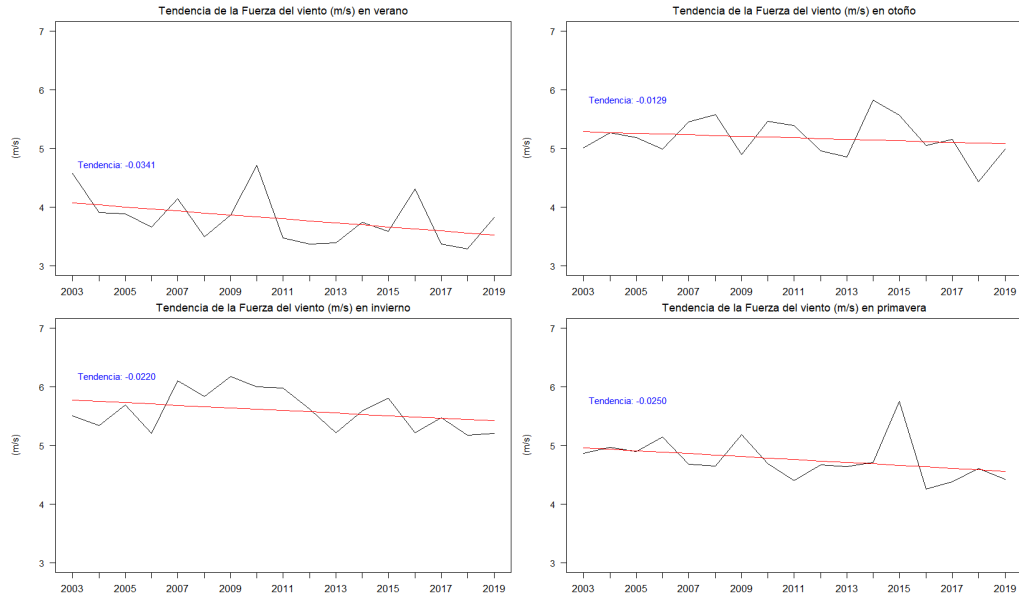 Tendencia de la Fuerza del viento (m/s) en verano
7
6
5
4
3
(m/s)
Tendencia: -0.0341
2003 2005 2007 2009 2011 2013 2015 2017 2019
Tendencia de la Fuerza del viento (m/s) en otoño
7
6
5
4
3
(m/s)
Tendencia: -0.0129
2003 2005 2007 2009 2011 2013 2015 2017 2019
Tendencia de la Fuerza del viento (m/s) en invierno
7
6
5
4
3
(m/s)
Tendencia: -0.0220
2003 2005 2007 2009 2011 2013 2015 2017 2019
Tendencia de la Fuerza del viento (m/s) en primavera
7
6
5
4
3
(m/s)
Tendencia: -0.0250
2003 2005 2007 2009 2011 2013 2015 2017 2019